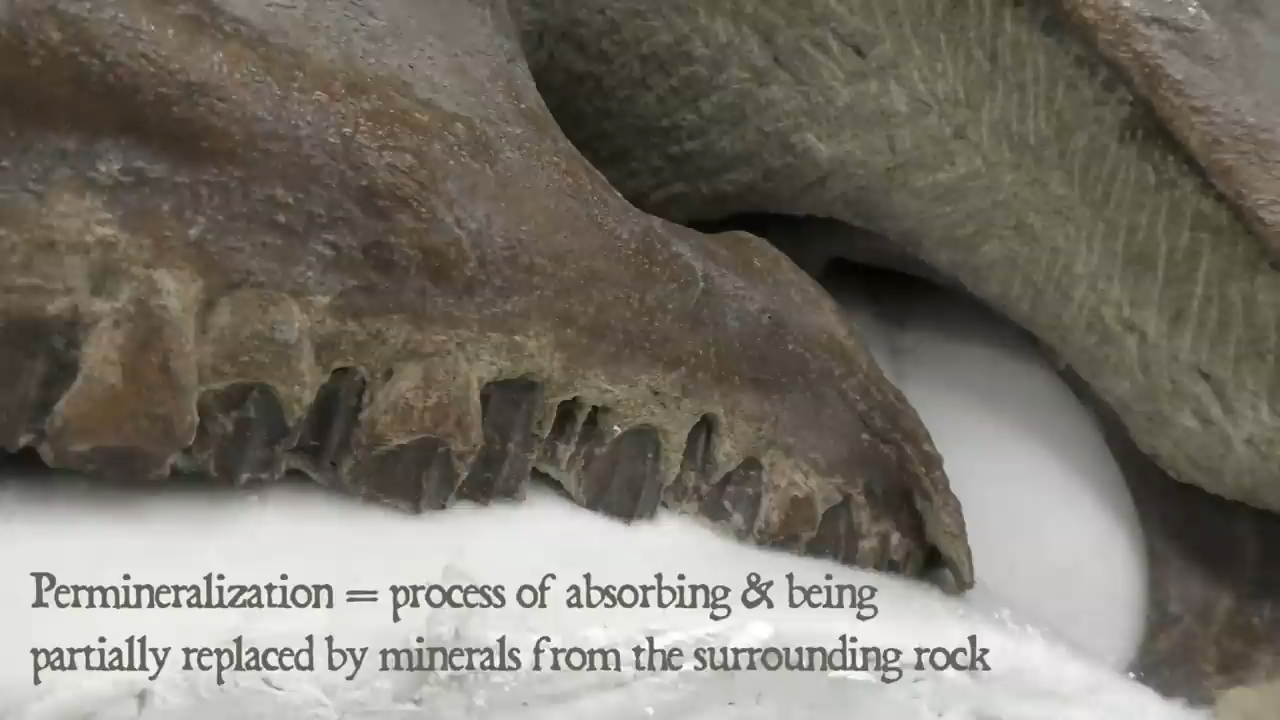 Permineralization = process of absorbing & being
partially replaced by minerals from the surrounding rock